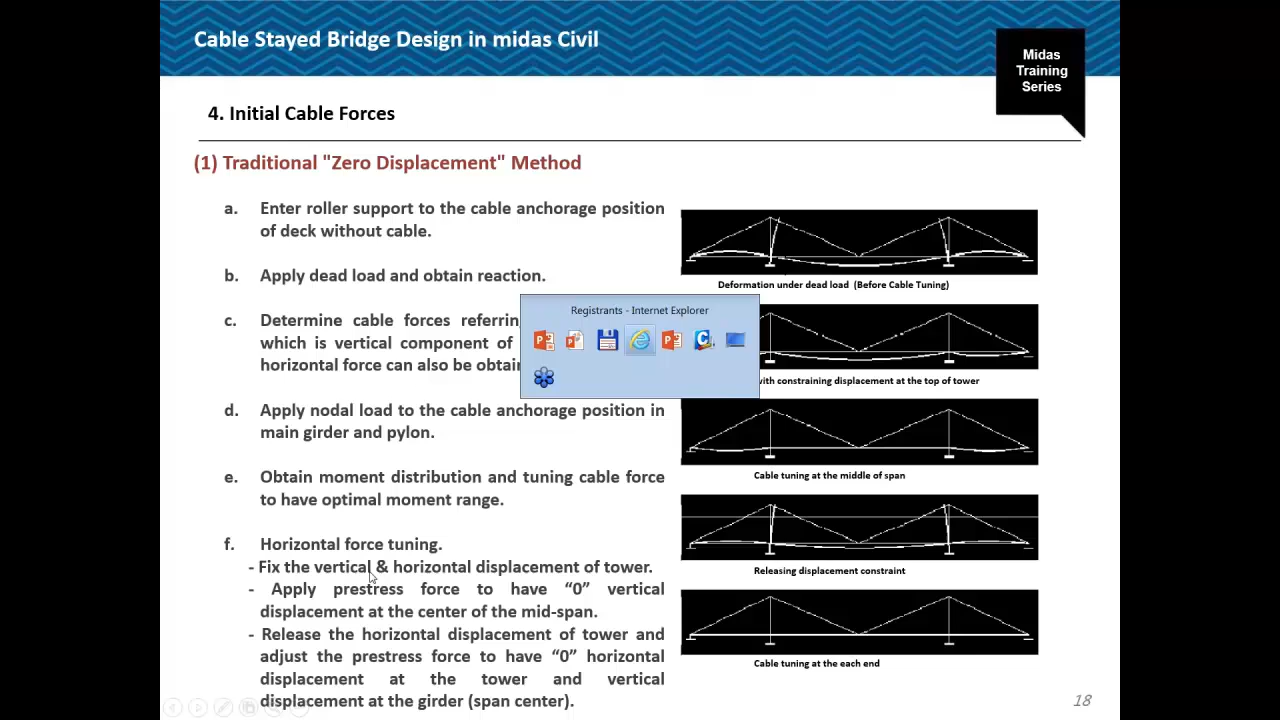 Cable Stayed Bridge Design in midas Civil
Midas
Training
Series
4. Initial Cable Forces
(1) Traditional "Zero Displacement" Method
a. Enter roller support to the cable anchorage position
of deck without cable.
b. Apply dead load and obtain reaction.
c. Determine cable forces
which is vertical component of
horizontal force can also be
d. Apply nodal load to the cable anchorage position in
main girder and pylon.
e. Obtain moment distribution and tuning cable force
to have optimal moment range.
f. Horizontal force tuning.
- Fix the vertical & horizontal displacement of tower.
- Apply prestress force to have “0” vertical
displacement at the center of the mid-span.
- Release the horizontal displacement of tower and
adjust the prestress force to have “0” horizontal
displacement at the tower and vertical
displacement at the girder (span center).
Registrants - Internet Explorer
Deformation under dead load (Before Cable Tuning)
with constraining displacement at the top of tower
Cable tuning at the middle of span
Releasing displacement constraint
Cable tuning at the each end
18